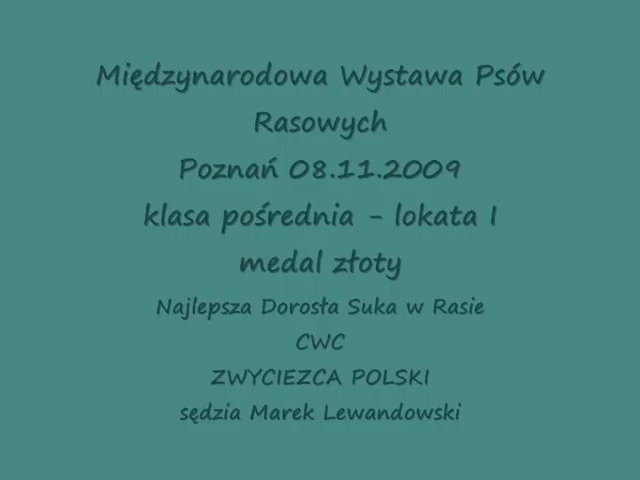 Międzynarodowa Wystawa Psów
Rasowych
Poznań 08.11.2009
klasa pośrednia - lokata I
medal złoty
Najlepsza Dorosła Suka w Rasie
CWC
ZWYCIEZCA POLSKI
sędzia Marek Lewandowski